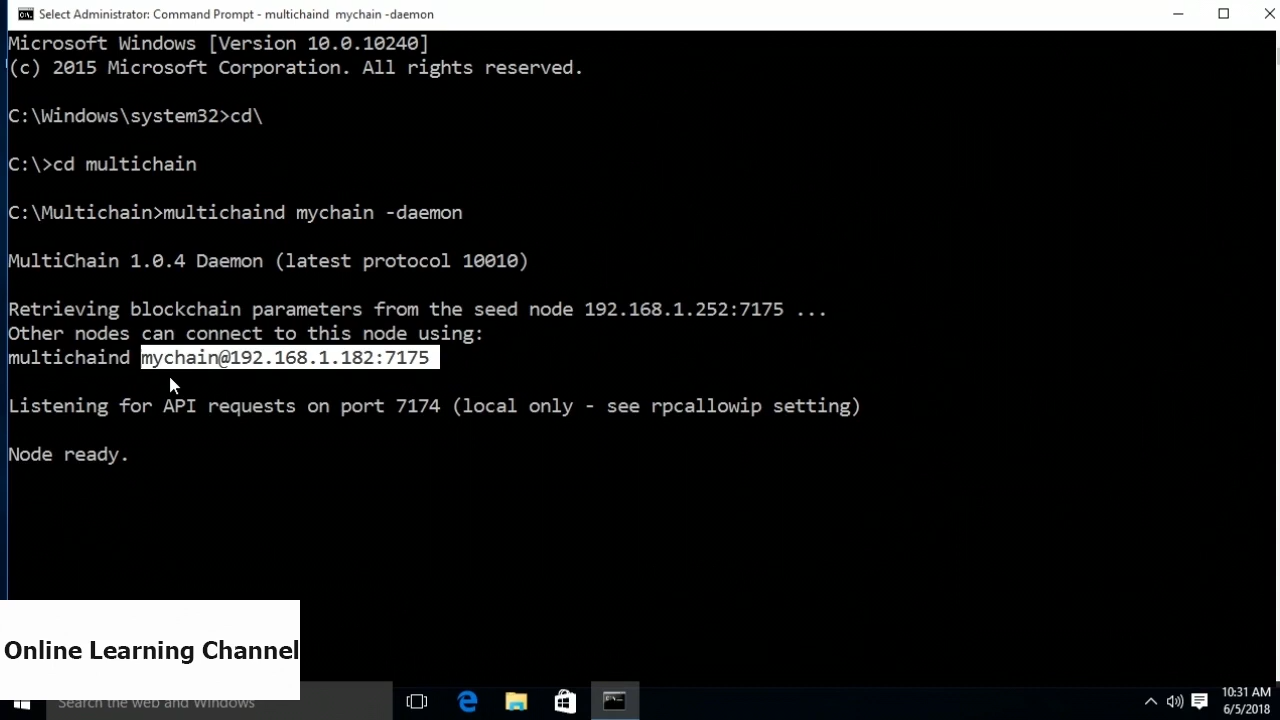 Select Administrator: Command Prompt - multichaind  mychain -daemon
Microsoft Windows [Version 10.0.10240]
(c) 2015 Microsoft Corporation. All rights reserved.
C:\Windows\system32>cd\
C:\>cd multichain
C:\Multichain>multichaind mychain -daemon
MultiChain 1.0.4 Daemon (latest protocol 10010)
Retrieving blockchain parameters from the seed node 192.168.1.252:7175 ...
Other nodes can connect to this node using:
multichaind mychain@192.168.1.182:7175
Listening for API requests on port 7174 (local only - see rpcallowip setting)
Node ready.
Online Learning Channel
Search the web and Windows
10:31 AM
6/5/2018